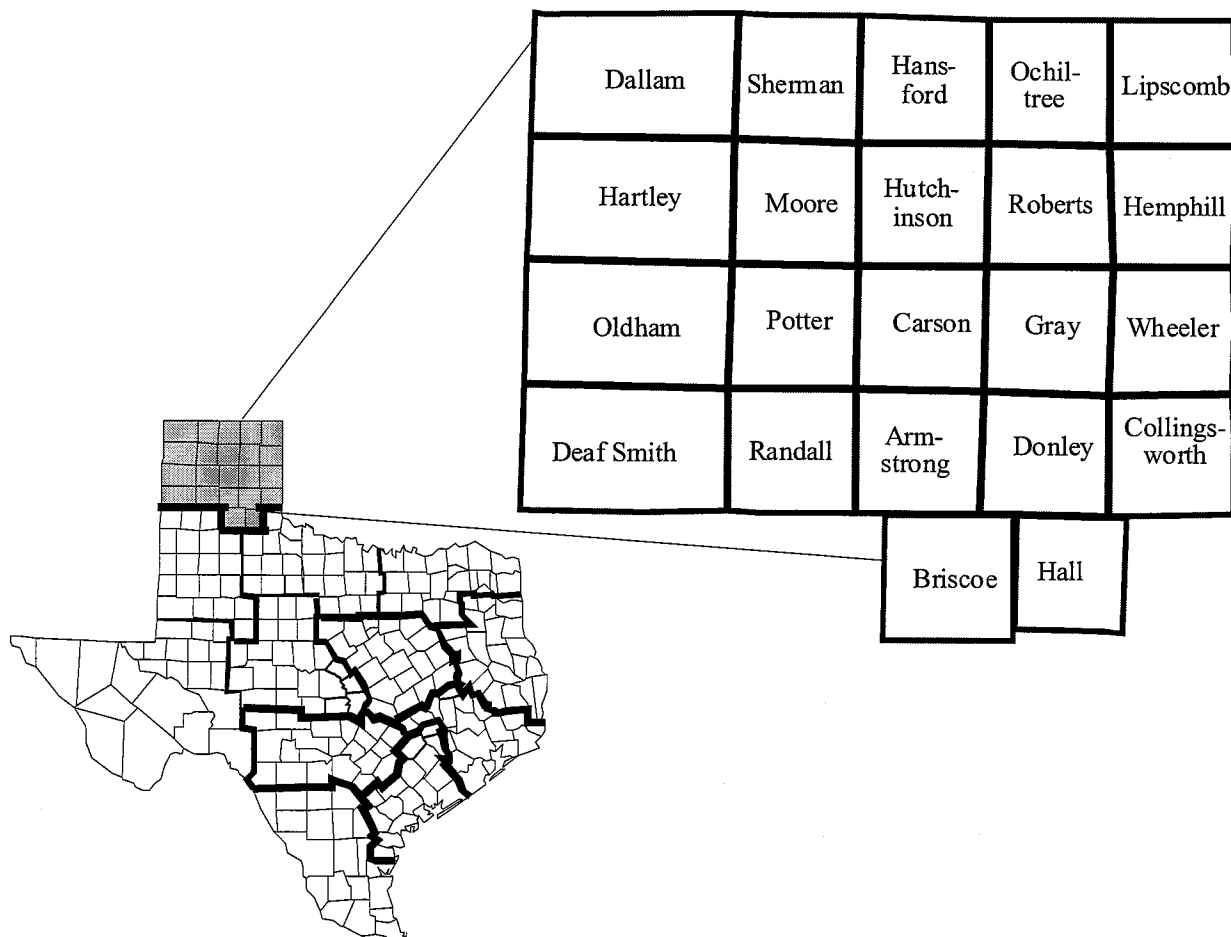 Dallam
Sherman
Hans-
ford
Ochil-
tree
Lipscomb
Hartley
Moore
Hutch-
inson
Roberts
Hemphill
Oldham
Potter
Carson
Gray
Wheeler
Deaf Smith
Randall
Arm-
strong
Donley
Collings-
worth
Briscoe
Hall